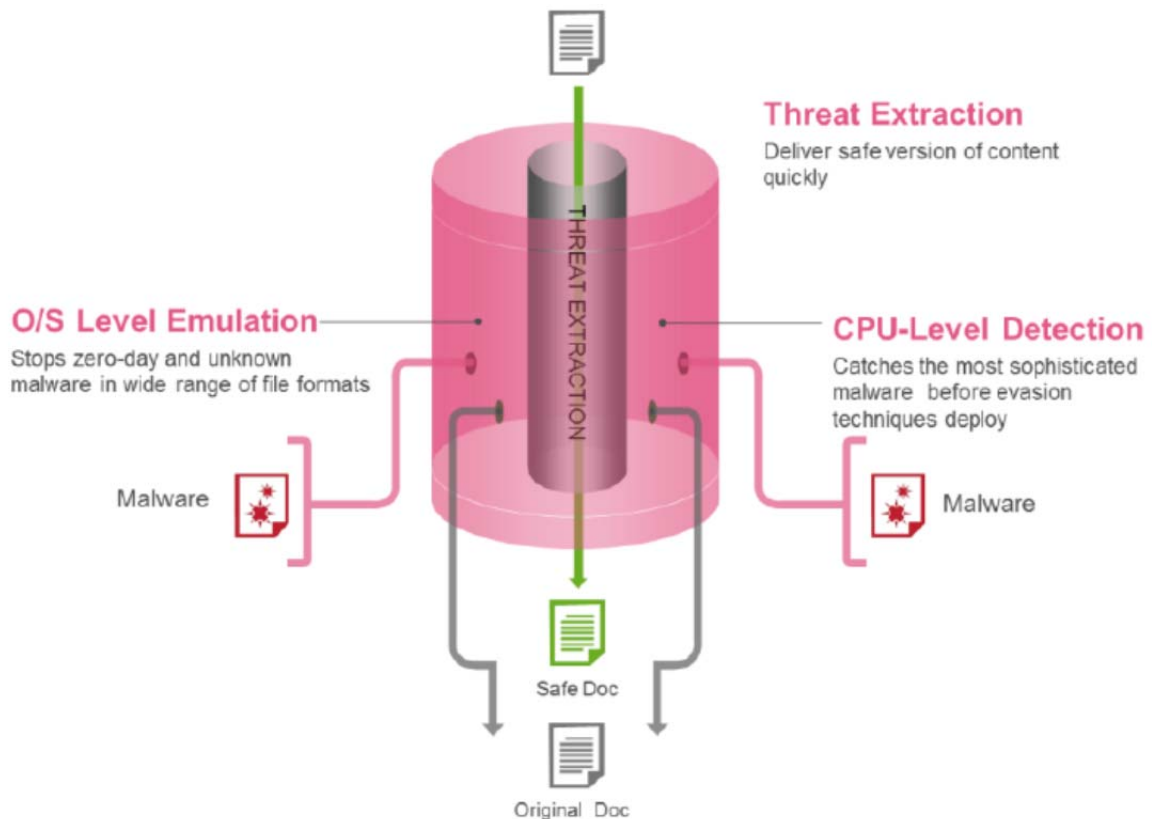 Threat Extraction
Deliver safe version of content
quickly
THREAT EXTRACTION
O/S Level Emulation
Stops zero-day and unknown
malware in wide range of file formats
CPU-Level Detection
Catches the most sophisticated
malware before evasion
techniques deploy
Malware
Malware
Safe Doc
Original Doc